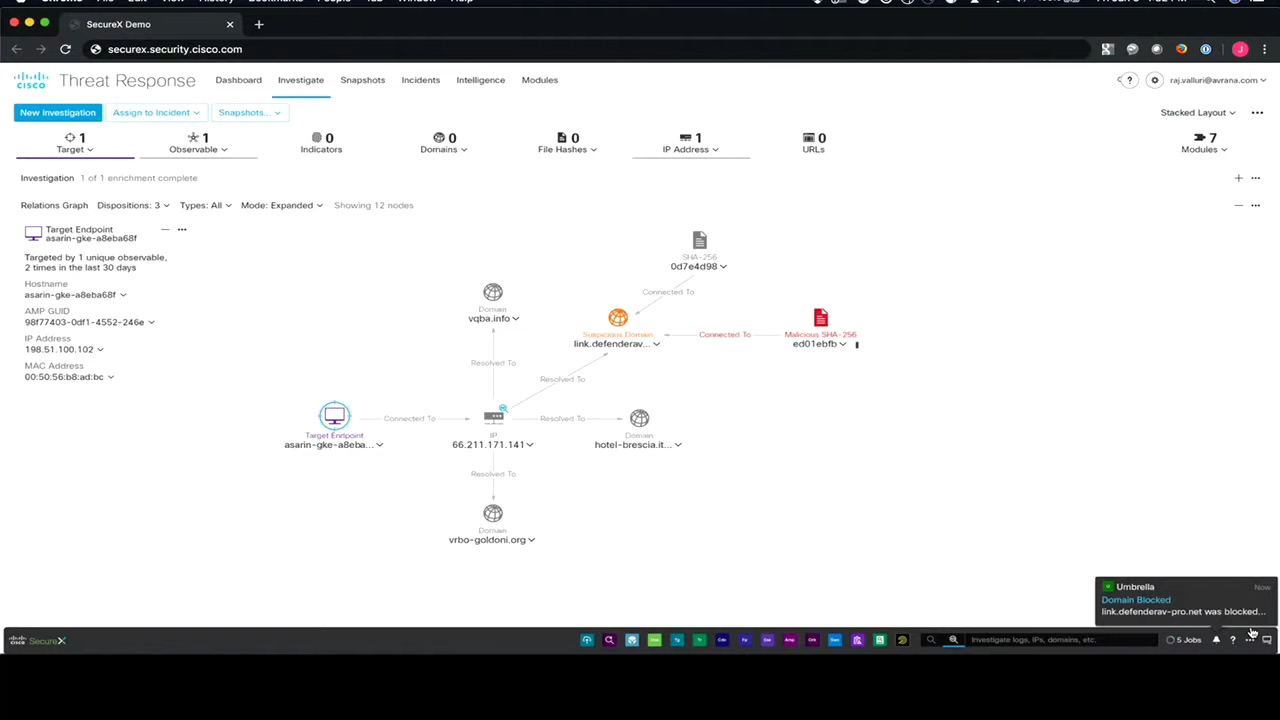 SecureX Demo
securex.security.cisco.com
CISCO Threat Response Dashboard Investigate Snapshots Incidents Intelligence Modules ? raj.valluri@avrana.com
New Investigation Assign to Incident Snapshots... Stacked Layout
1 1 0 0 0 1 0 7
Target Observable Indicators Domains File Hashes IP Address URLs Modules
Investigation 1 of 1 enrichment complete
Relations Graph Dispositions: 3 Types: All Mode: Expanded Showing 12 nodes
Target Endpoint
asarin-gke-a8eba68f
Targeted by 1 unique observable,
2 times in the last 30 days
Hostname
asarin-gke-a8eba68f
AMP GUID
98f77403-0df1-4552-246e
IP Address
198.51.100.102
MAC Address
00:50:56:b8:ad:bc
SHA-256
0d7e4d98
Connected To
Domain
vqba.info
Suspicious Domain
link.defenderav...
Connected To
Malicious SHA-256
ed01ebfb
Resolved To
Resolved To
Target Endpoint
asarin-gke-a8eba...
Connected To
IP
66.211.171.141
Resolved To
Domain
hotel-brescia.it...
Resolved To
Domain
vrbo-goldoni.org
Umbrella Now
Domain Blocked
link.defenderav-pro.net was blocked...
SecureX Investigate logs, IPs, domains, etc. 5 Jobs ?